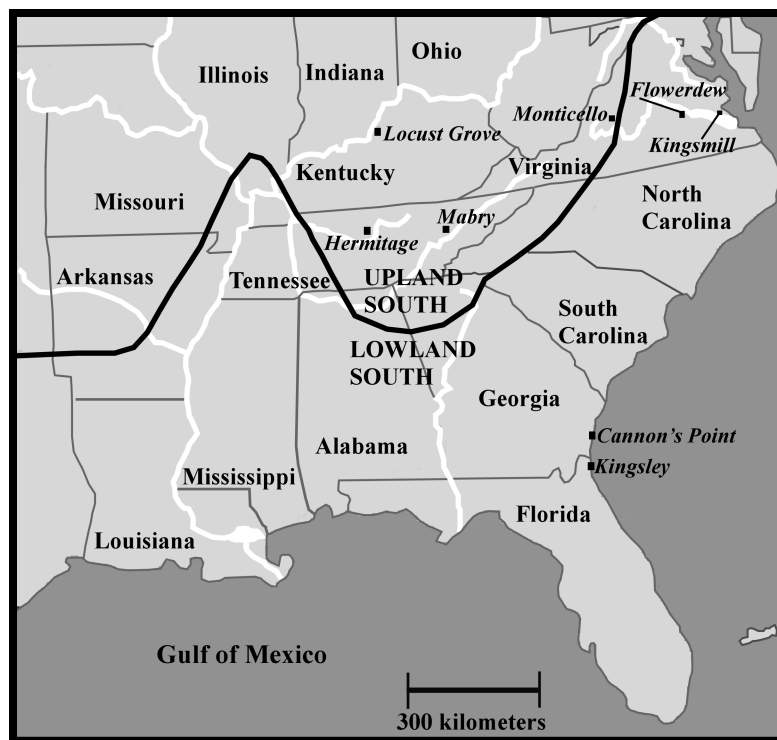 Ohio
Illinois
Indiana
Flowerdew
Monticello
Locust Grove
Kingsmill
Virginia
Kentucky
Missouri
North
Carolina
Mabry
Hermitage
Arkansas
Tennessee
UPLAND
SOUTH
South
Carolina
LOWLAND
SOUTH
Georgia
Cannon's Point
Alabama
Kingsley
Mississippi
Florida
Louisiana
Gulf of Mexico
300 kilometers